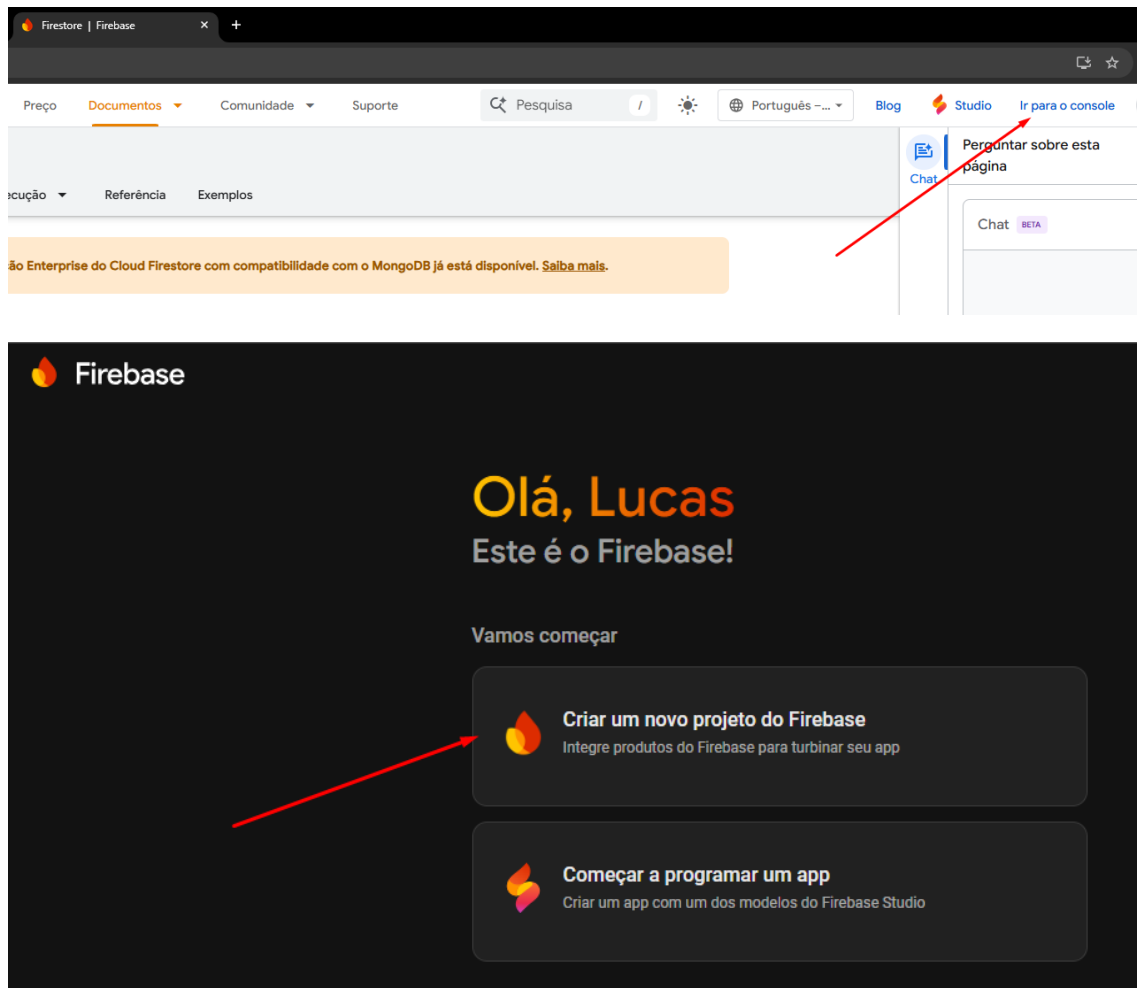 Firestore | Firebase
Preço Documentos Comunidade Suporte Pesquisa / Português –... Blog Studio Ir para o console
Perguntar sobre esta
página
Chat
ecução Referência Exemplos
Chat BETA
ão Enterprise do Cloud Firestore com compatibilidade com o MongoDB já está disponível. Saiba mais.
Firebase
Olá, Lucas
Este é o Firebase!
Vamos começar
Criar um novo projeto do Firebase
Integre produtos do Firebase para turbinar seu app
Começar a programar um app
Criar um app com um dos modelos do Firebase Studio